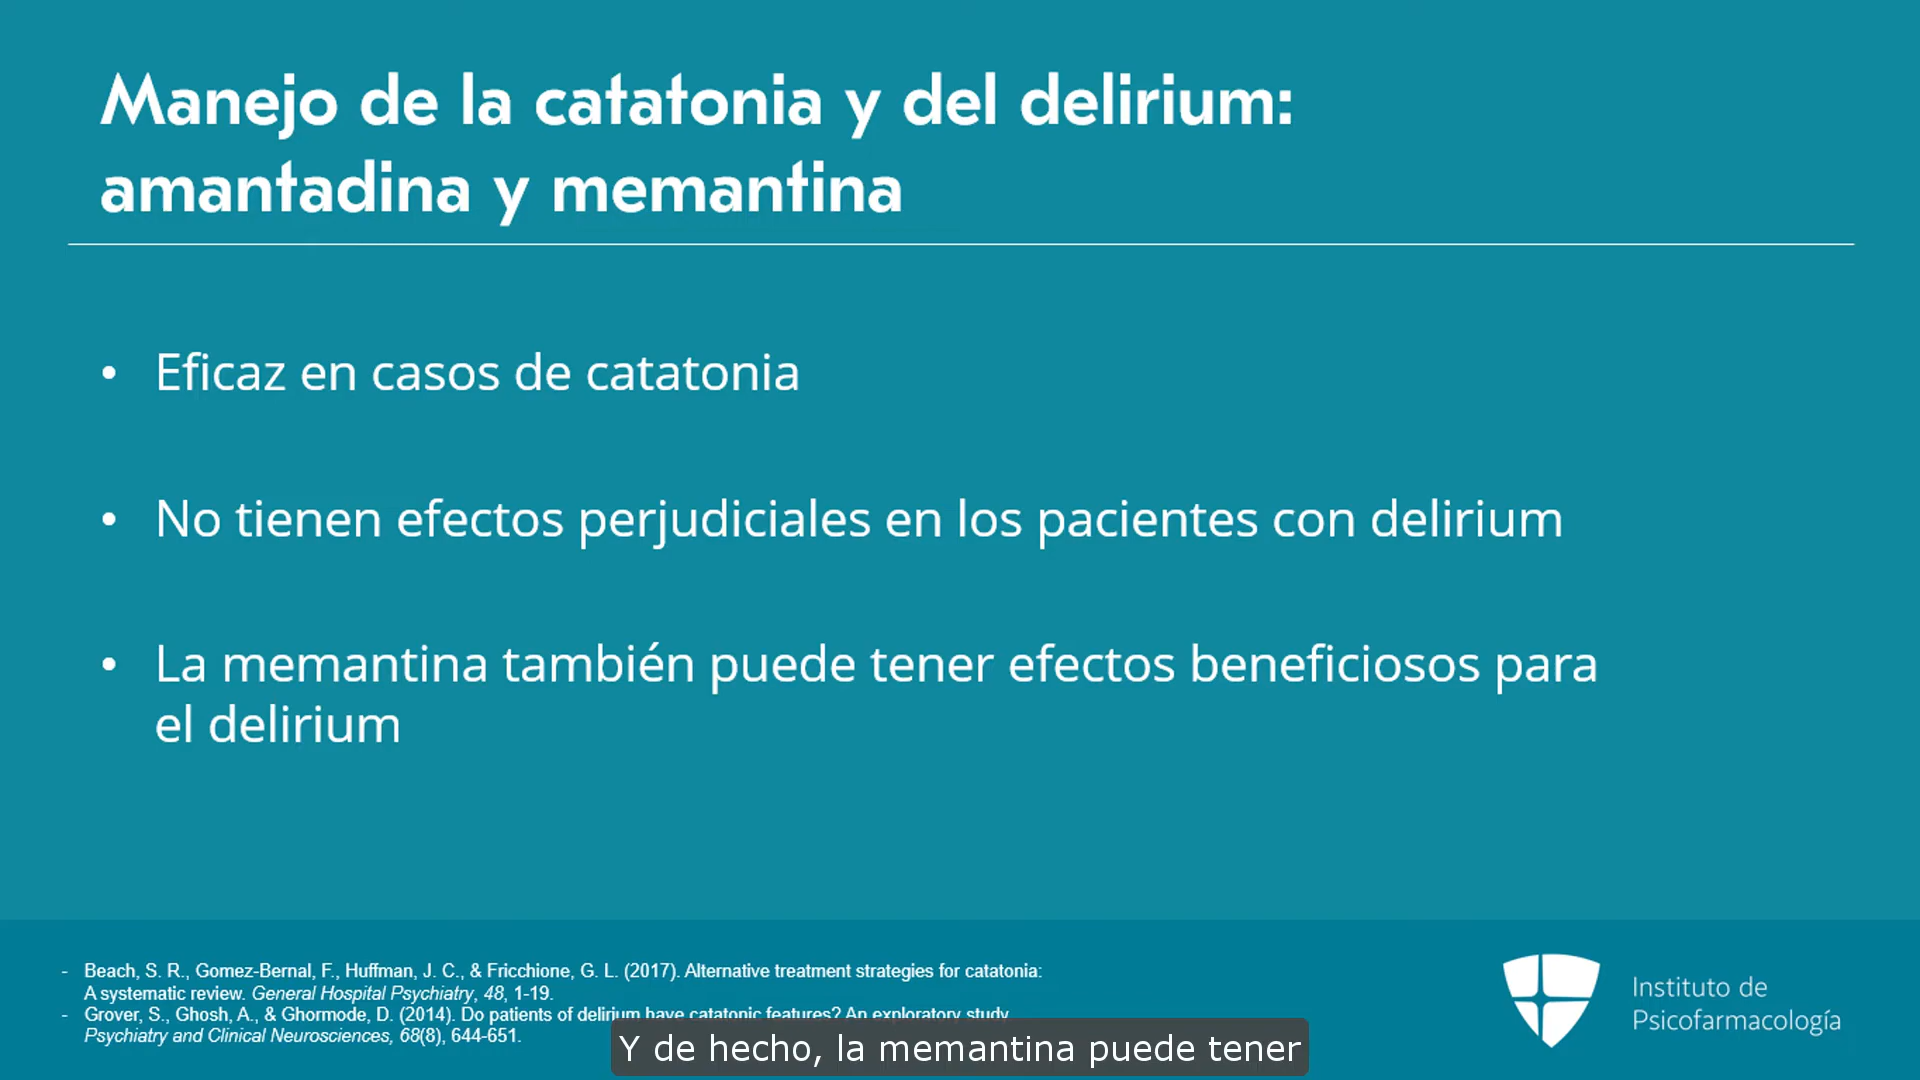 Manejo de la catatonia y del delirium:
amantadina y memantina
• Eficaz en casos de catatonia
• No tienen efectos perjudiciales en los pacientes con delirium
• La memantina también puede tener efectos beneficiosos para
el delirium
- Beach, S. R., Gomez-Bernal, F., Huffman, J. C., & Fricchione, G. L. (2017). Alternative treatment strategies for catatonia:
A systematic review. General Hospital Psychiatry, 48, 1-19.
- Grover, S., Ghosh, A., & Ghormode, D. (2014). Do patients of delirium have catatonic features? An exploratory study.
Psychiatry and Clinical Neurosciences, 68(8), 644-651.
Instituto de
Psicofarmacología
Y de hecho, la memantina puede tener